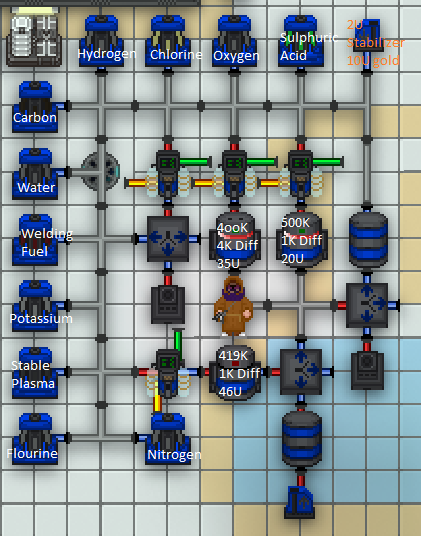 Hydrogen
Chlorine
Oxygen
Sulphuric
Acid
2U
Stabilizer
10U gold
Carbon
Water
Welding
Fuel
4ooK
4K Diff
35U
500K
1K Diff
20U
Potassium
Stable
Plasma
419K
1K Diff
46U
Flourine
Nitrogen